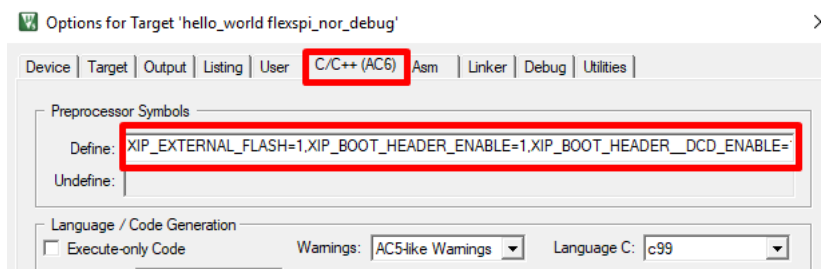 Options for Target 'hello_world flexspi_nor_debug'
Device | Target | Output | Listing | User C/C++ (AC6) Asm | Linker | Debug | Utilities |
Preprocessor Symbols
Define: XIP_EXTERNAL_FLASH=1,XIP_BOOT_HEADER_ENABLE=1,XIP_BOOT_HEADER__DCD_ENABLE=
Undefine:
Language / Code Generation
Execute-only Code Warnings: AC5-like Warnings Language C: c99